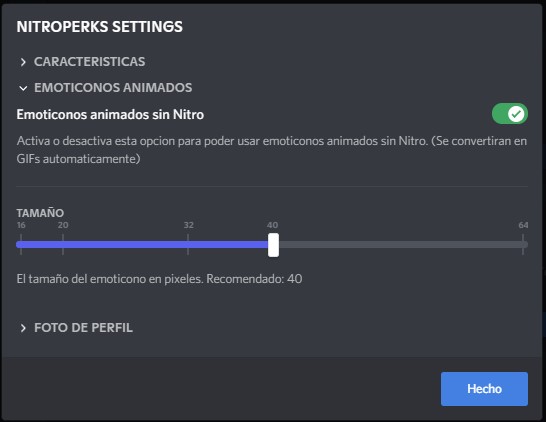 NITROPERKS SETTINGS
CARACTERISTICAS
EMOTICONOS ANIMADOS
Emoticonos animados sin Nitro
Activa o desactiva esta opcion para poder usar emoticonos animados sin Nitro. (Se convertiran en
GIFs automaticamente)
TAMAÑO
16 20 32 40 64
El tamaño del emoticono en pixeles. Recomendado: 40
FOTO DE PERFIL
Hecho